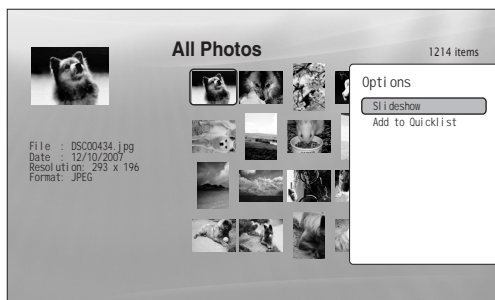 All Photos
1214 items
File : DSC00434.jpg
Date : 12/10/2007
Resolution: 293 x 196
Format: JPEG
Options
Slideshow
Add to Quicklist